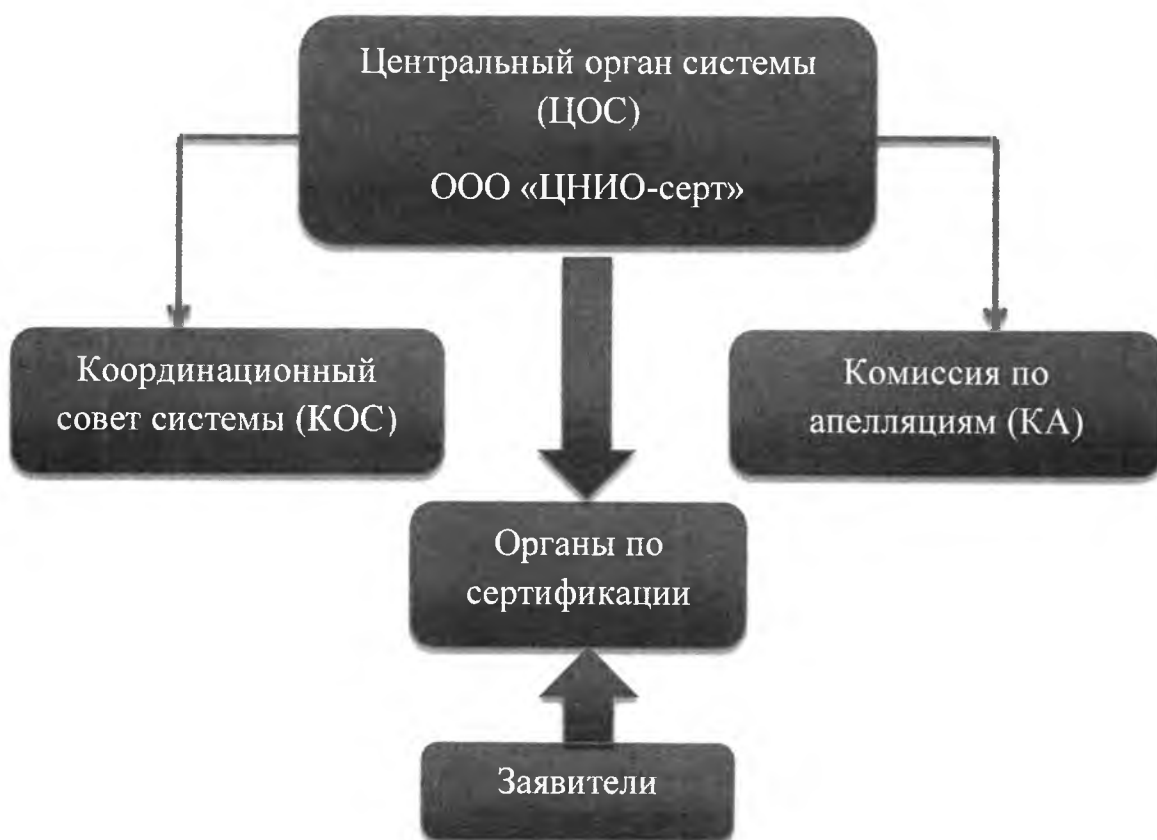 Центральный орган системы
(ЦОС)
ООО «ЦНИО-серт»
Координационный
совет системы (КОС)
Комиссия по
апелляциям (КА)
Органы по
сертификации
Заявители